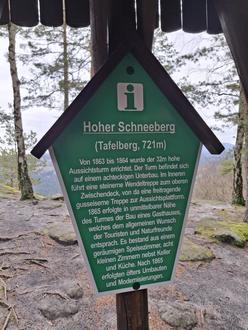 i
Hoher Schneeberg
(Tafelberg, 721m)
Von 1863 bis 1864 wurde der 32m hohe
Aussichtsturm errichtet. Der Turm befindet sich
auf einem achteckigen Unterbau. Im Inneren
führt eine steinerne Wendeltreppe zum oberen
Zwischendeck, von da eine freitragende
gusseiserne Treppe zur Aussichtsplattform.
1865 erfolgte in unmittelbarer Nähe
des Turmes der Bau eines Gasthauses,
welches dem allgemeinen Wunsch
der Touristen und Naturfreunde
entsprach. Es bestand aus einem
geräumigen Speisezimmer, acht
kleinen Zimmern nebst Keller
und Küche. Nach 1865
erfolgten öfters Umbauten
und Modernisierungen.